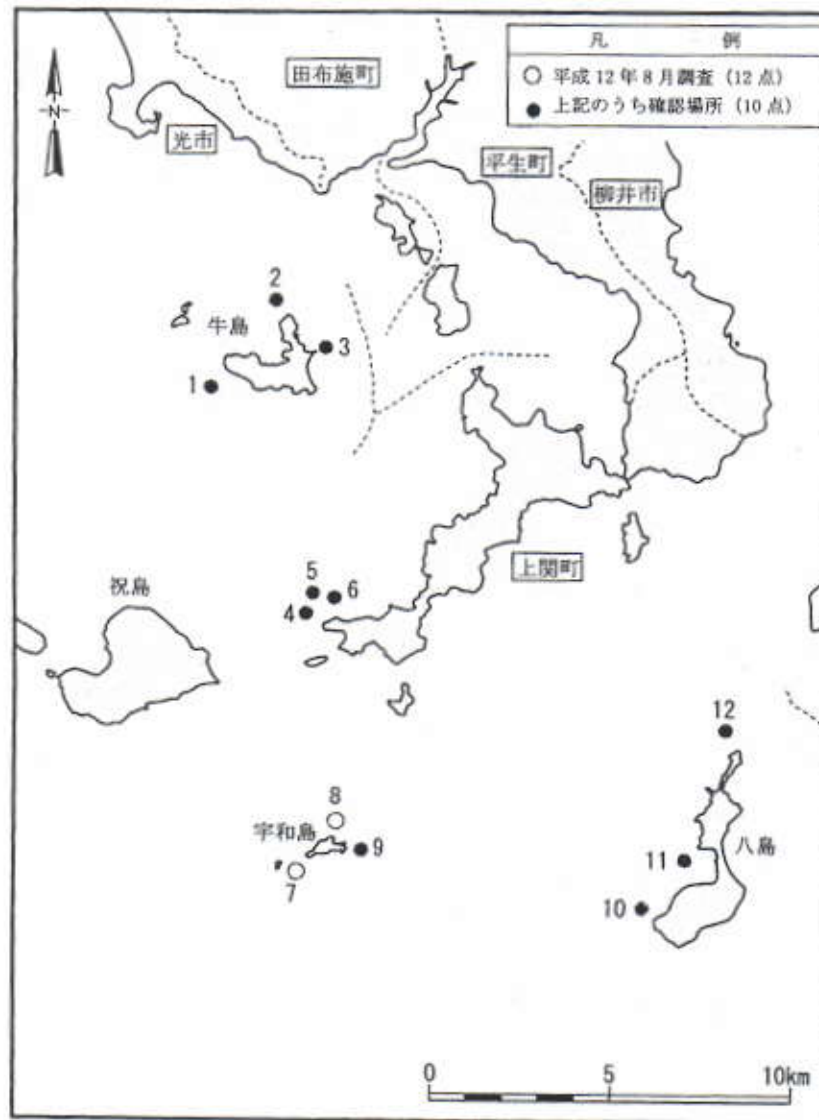 凡 例
○ 平成12年8月調査 (12点)
● 上記のうち確認場所 (10点)
田布施町
N
光市
平生町
柳井市
2
牛島
3
1
上関町
祝島
5
6
4
12
8
宇和島
9
7
11
八島
10
0 5 10km